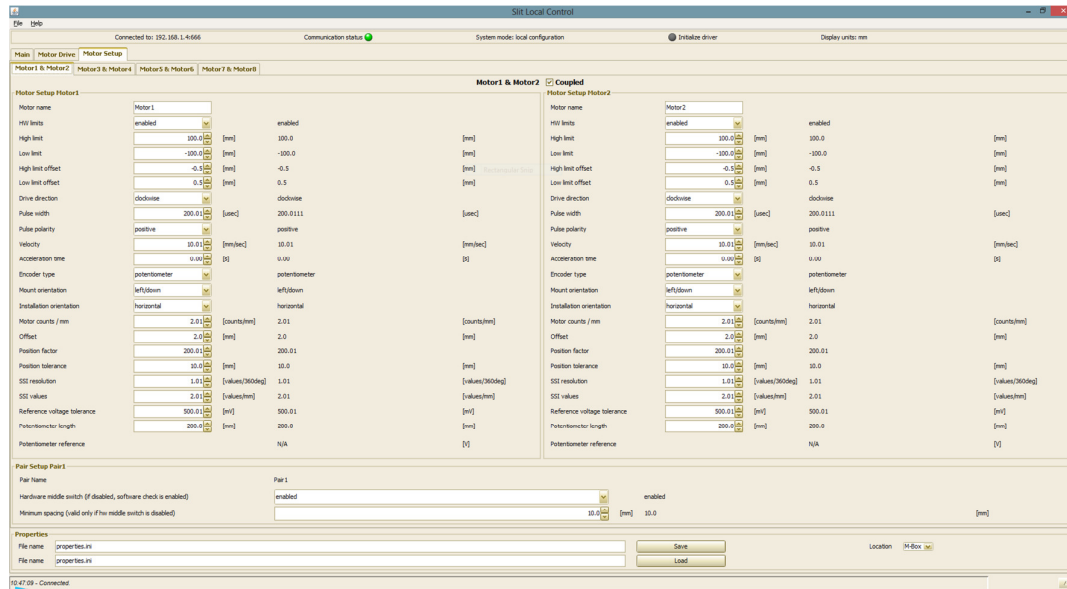 Slit Local Control
File Help
Connected to: 192.168.1.4:666 Communication status System mode: local configuration Initialize driver Display units: mm
Main Motor Drive Motor Setup
Motor1 & Motor2 Motor3 & Motor4 Motor5 & Motor6 Motor7 & Motor8
Motor1 & Motor2 Coupled
Motor Setup Motor1 Motor Setup Motor2
Motor name Motor1 Motor name Motor2
HW limits enabled enabled HW limits enabled enabled
High limit 100.0 [mm] 100.0 [mm] High limit 100.0 [mm] 100.0 [mm]
Low limit -100.0 [mm] -100.0 [mm] Low limit -100.0 [mm] -100.0 [mm]
High limit offset -0.5 [mm] -0.5 [mm] High limit offset -0.5 [mm] -0.5 [mm]
Low limit offset 0.5 [mm] 0.5 [mm] Low limit offset 0.5 [mm] 0.5 [mm]
Drive direction clockwise clockwise Drive direction clockwise clockwise
Pulse width 200.01 [usec] 200.0111 [usec] Pulse width 200.01 [usec] 200.0111 [usec]
Pulse polarity positive positive Pulse polarity positive positive
Velocity 10.01 [mm/sec] 10.01 [mm/sec] Velocity 10.01 [mm/sec] 10.01 [mm/sec]
Acceleration time 0.00 [s] 0.00 [s] Acceleration time 0.00 [s] 0.00 [s]
Encoder type potentiometer potentiometer Encoder type potentiometer potentiometer
Mount orientation left/down left/down Mount orientation left/down left/down
Installation orientation horizontal horizontal Installation orientation horizontal horizontal
Motor counts / mm 2.01 [counts/mm] 2.01 [counts/mm] Motor counts / mm 2.01 [counts/mm] 2.01 [counts/mm]
Offset 2.0 [mm] 2.0 [mm] Offset 2.0 [mm] 2.0 [mm]
Position factor 200.01 200.01 Position factor 200.01 200.01
Position tolerance 10.0 [mm] 10.0 [mm] Position tolerance 10.0 [mm] 10.0 [mm]
SSI resolution 1.01 [values/360deg] 1.01 [values/360deg] SSI resolution 1.01 [values/360deg] 1.01 [values/360deg]
SSI values 2.01 [values/mm] 2.01 [values/mm] SSI values 2.01 [values/mm] 2.01 [values/mm]
Reference voltage tolerance 500.01 [mV] 500.01 [mV] Reference voltage tolerance 500.01 [mV] 500.01 [mV]
Potentiometer length 200.0 [mm] 200.0 [mm] Potentiometer length 200.0 [mm] 200.0 [mm]
Potentiometer reference N/A [V] Potentiometer reference N/A [V]
Pair Setup Pair1
Pair Name Pair1
Hardware middle switch (if disabled, software check is enabled) enabled enabled
Minimum spacing (valid only if hw middle switch is disabled) 10.0 [mm] 10.0 [mm]
Properties
File name properties.ini Save Location M-Box
File name properties.ini Load
10:47:09 - Connected.